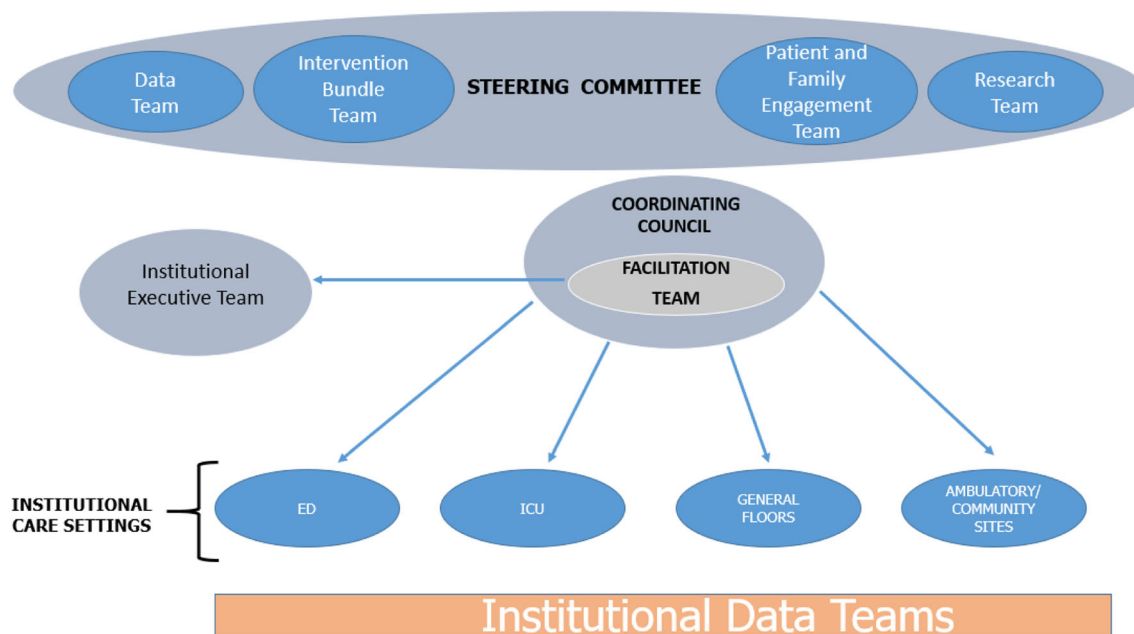 Data
Team
Intervention
Bundle
Team
STEERING COMMITTEE
Patient and
Family
Engagement
Team
Research
Team
COORDINATING
COUNCIL
FACILITATION
TEAM
Institutional
Executive Team
INSTITUTIONAL
CARE SETTINGS
ED
ICU
GENERAL
FLOORS
AMBULATORY/
COMMUNITY
SITES
Institutional Data Teams